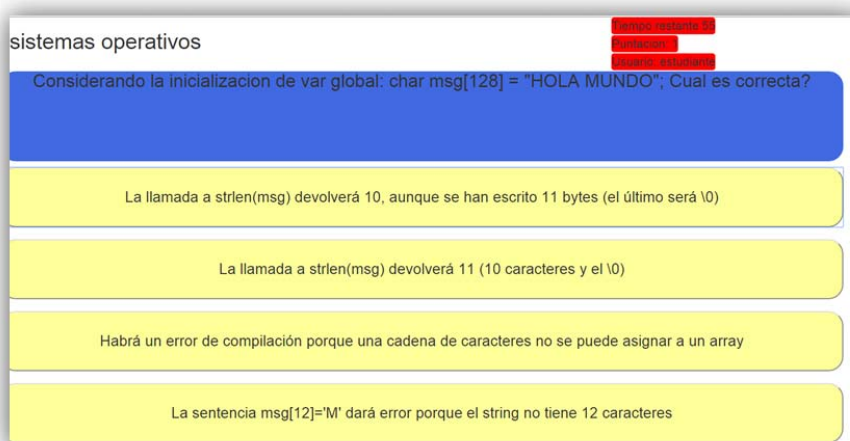 sistemas operativos
Tiempo restante 55
Puntacion: 1
Usuario: estudiante
Considerando la inicializacion de var global: char msg[128] = "HOLA MUNDO"; Cual es correcta?
La llamada a strlen(msg) devolverá 10, aunque se han escrito 11 bytes (el último será \0)
La llamada a strlen(msg) devolverá 11 (10 caracteres y el \0)
Habrá un error de compilación porque una cadena de caracteres no se puede asignar a un array
La sentencia msg[12]='M' dará error porque el string no tiene 12 caracteres